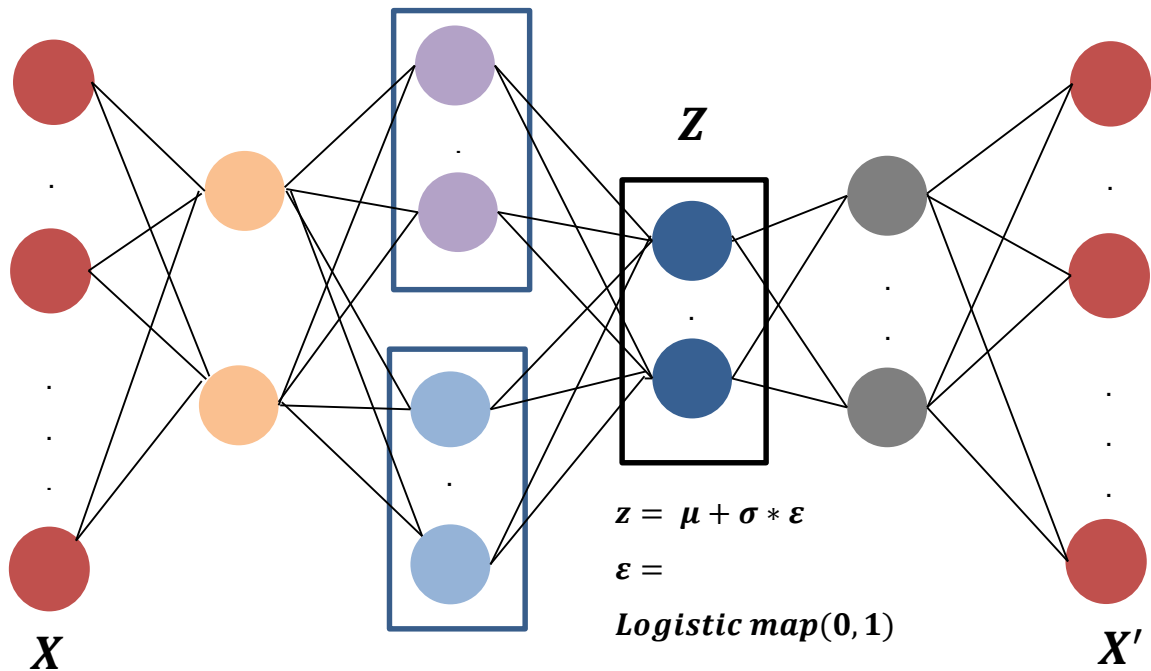 Z
z = μ + σ * ε
ε =
Logistic map(0, 1)
X
X′